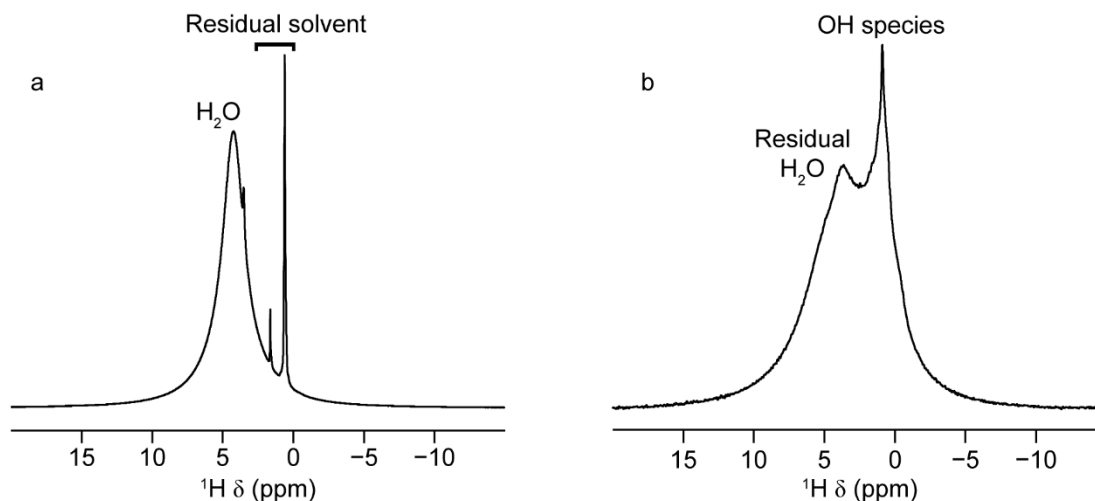 Residual solvent
a
H₂O
15 10 5 0 −5 −10
¹H δ (ppm)
OH species
b
Residual
H₂O
15 10 5 0 −5 −10
¹H δ (ppm)